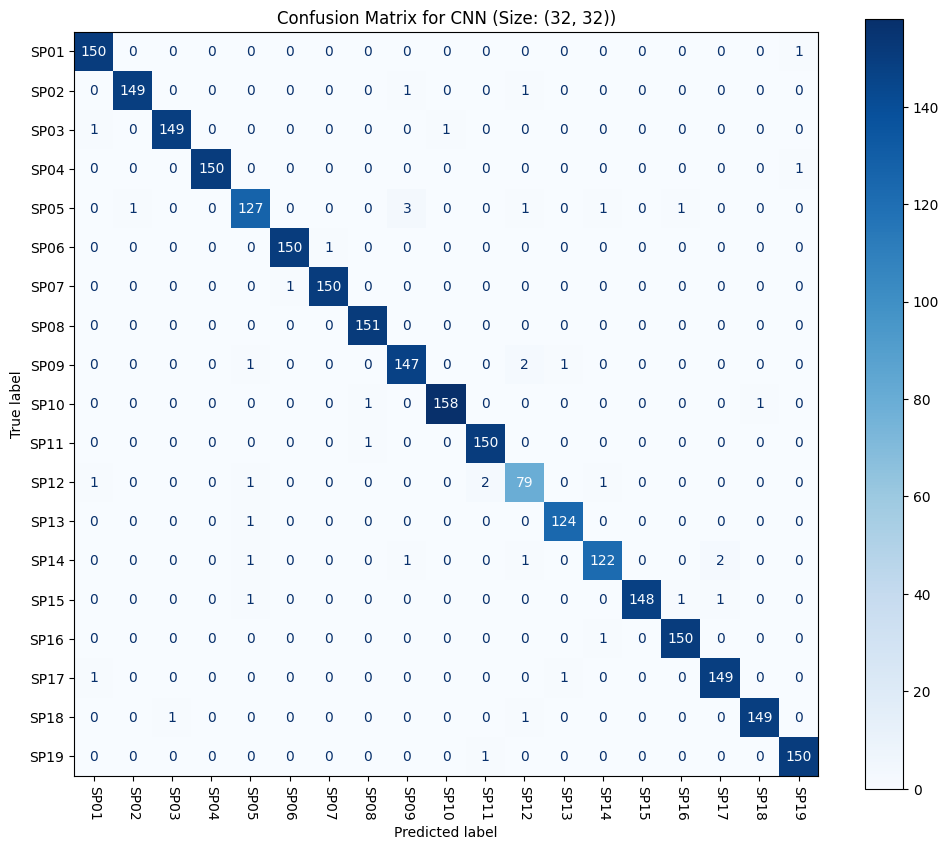 Confusion Matrix for CNN (Size: (32, 32))
SP01 150 0 0 0 0 0 0 0 0 0 0 0 0 0 0 0 0 0 1
SP02 0 149 0 0 0 0 0 0 1 0 0 1 0 0 0 0 0 0 0
SP03 1 0 149 0 0 0 0 0 0 1 0 0 0 0 0 0 0 0 0
SP04 0 0 0 150 0 0 0 0 0 0 0 0 0 0 0 0 0 0 1
SP05 0 1 0 0 127 0 0 0 3 0 0 1 0 1 0 1 0 0 0
SP06 0 0 0 0 0 150 1 0 0 0 0 0 0 0 0 0 0 0 0
SP07 0 0 0 0 0 1 150 0 0 0 0 0 0 0 0 0 0 0 0
SP08 0 0 0 0 0 0 0 151 0 0 0 0 0 0 0 0 0 0 0
SP09 0 0 0 0 1 0 0 0 147 0 0 2 1 0 0 0 0 0 0
SP10 0 0 0 0 0 0 0 1 0 158 0 0 0 0 0 0 0 1 0
SP11 0 0 0 0 0 0 0 1 0 0 150 0 0 0 0 0 0 0 0
SP12 1 0 0 0 1 0 0 0 0 0 2 79 0 1 0 0 0 0 0
SP13 0 0 0 0 1 0 0 0 0 0 0 0 124 0 0 0 0 0 0
SP14 0 0 0 0 1 0 0 0 1 0 0 1 0 122 0 0 2 0 0
SP15 0 0 0 0 1 0 0 0 0 0 0 0 0 0 148 1 1 0 0
SP16 0 0 0 0 0 0 0 0 0 0 0 0 0 1 0 150 0 0 0
SP17 1 0 0 0 0 0 0 0 0 0 0 0 1 0 0 0 149 0 0
SP18 0 0 1 0 0 0 0 0 0 0 0 1 0 0 0 0 0 149 0
SP19 0 0 0 0 0 0 0 0 0 0 1 0 0 0 0 0 0 0 150
SP01 SP02 SP03 SP04 SP05 SP06 SP07 SP08 SP09 SP10 SP11 SP12 SP13 SP14 SP15 SP16 SP17 SP18 SP19
Predicted label
True label
140
120
100
80
60
40
20
0